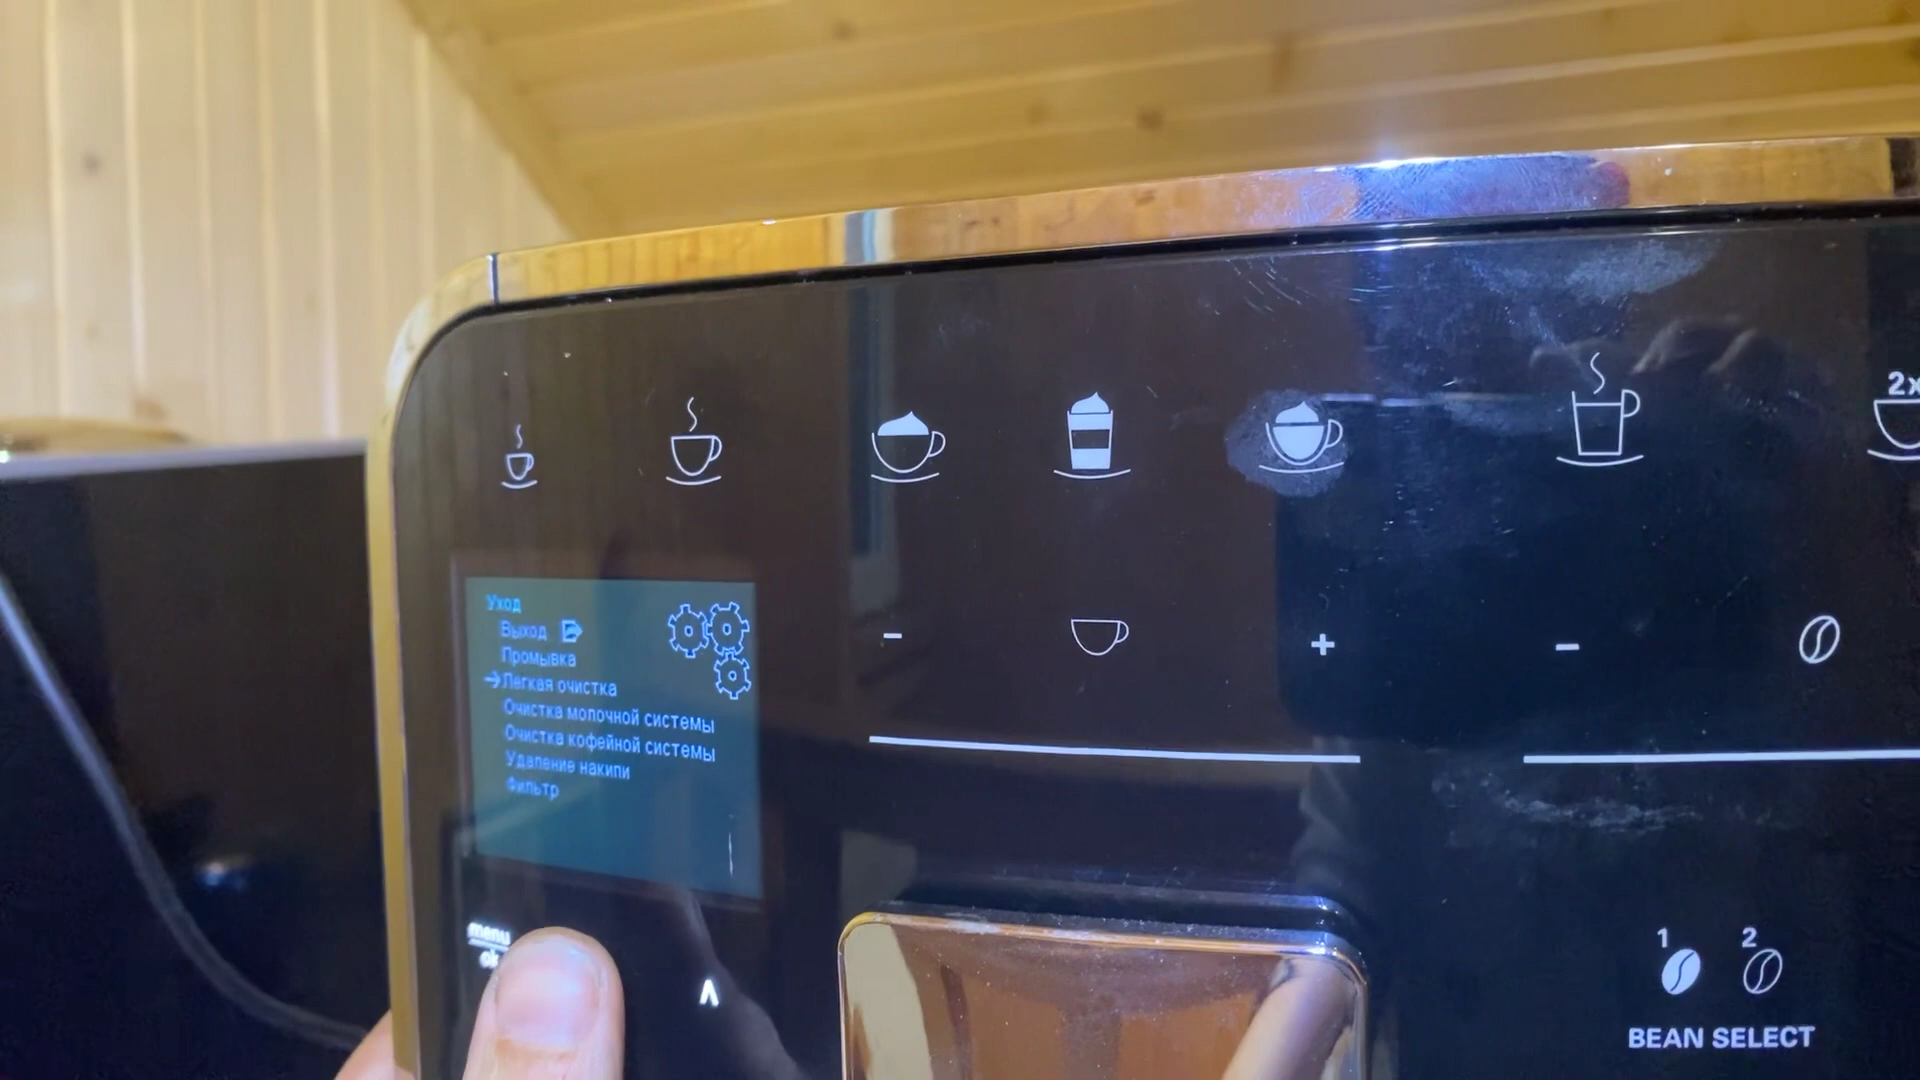 2x
Уход
Выход
Промывка
→Легкая очистка
Очистка молочной системы
Очистка кофейной системы
Удаление накипи
Фильтр
- +
-
menu
ok
1 2
BEAN SELECT